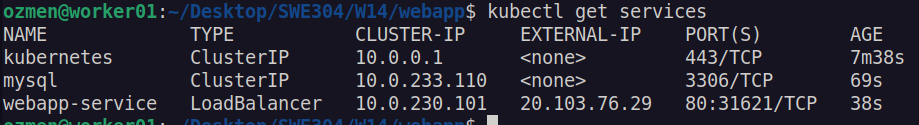 ozmen@worker01:~/Desktop/SWE304/W14/webapp$ kubectl get services
NAME TYPE CLUSTER-IP EXTERNAL-IP PORT(S) AGE
kubernetes ClusterIP 10.0.0.1 <none> 443/TCP 7m38s
mysql ClusterIP 10.0.233.110 <none> 3306/TCP 69s
webapp-service LoadBalancer 10.0.230.101 20.103.76.29 80:31621/TCP 38s
ozmen@worker01:~/Desktop/SWE304/W14/webapp$